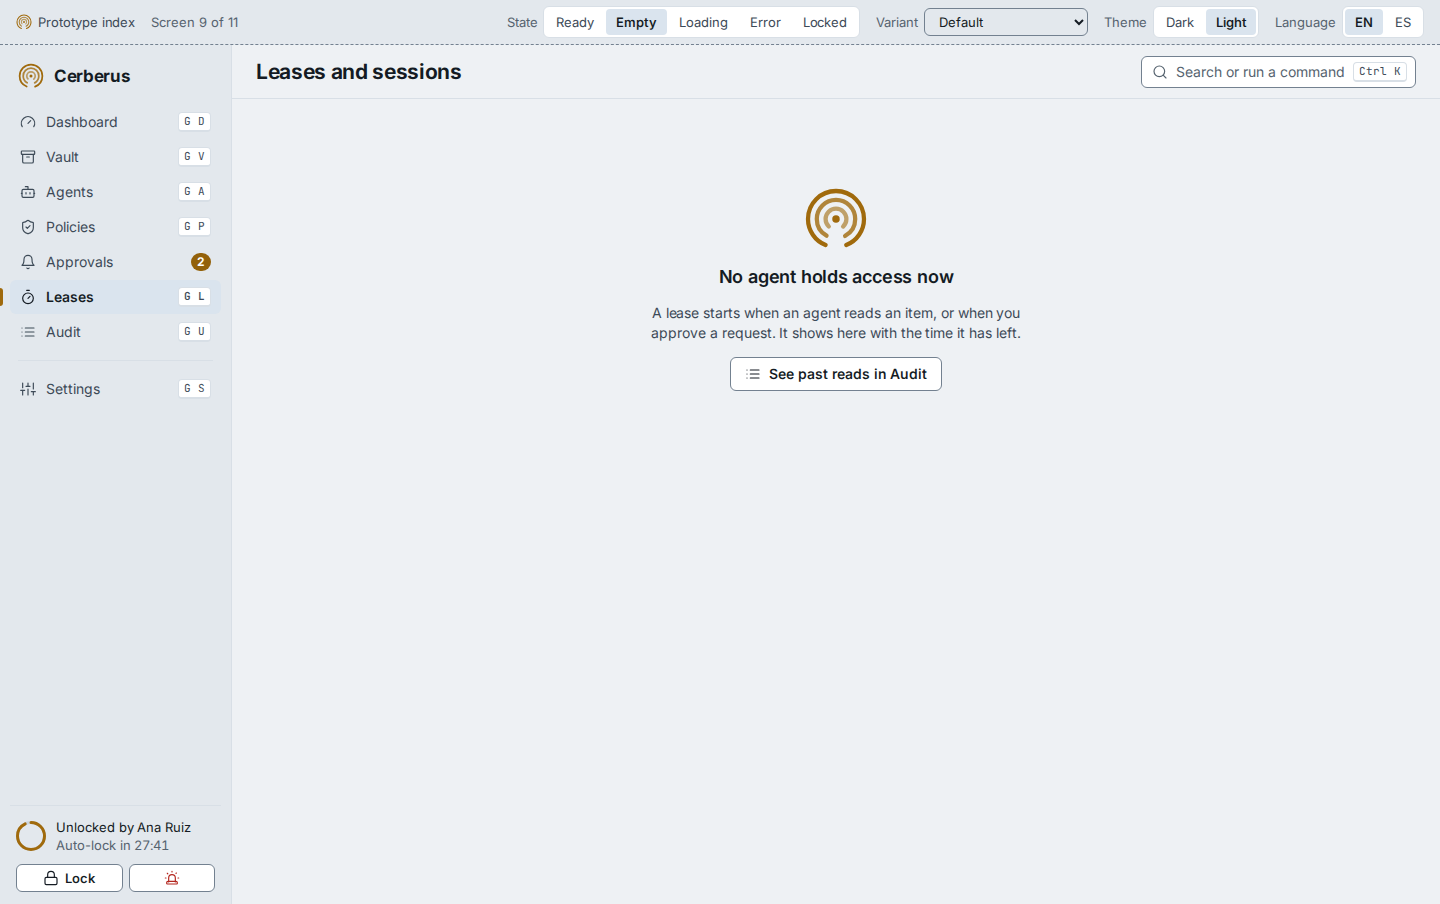 Prototype index Screen 9 of 11 State Ready Empty Loading Error Locked Variant Default Theme Dark Light Language EN ES
Cerberus
Leases and sessions
Search or run a command Ctrl K
Dashboard G D
Vault G V
Agents G A
Policies G P
Approvals 2
Leases G L
Audit G U
Settings G S
No agent holds access now
A lease starts when an agent reads an item, or when you
approve a request. It shows here with the time it has left.
See past reads in Audit
Unlocked by Ana Ruiz
Auto-lock in 27:41
Lock